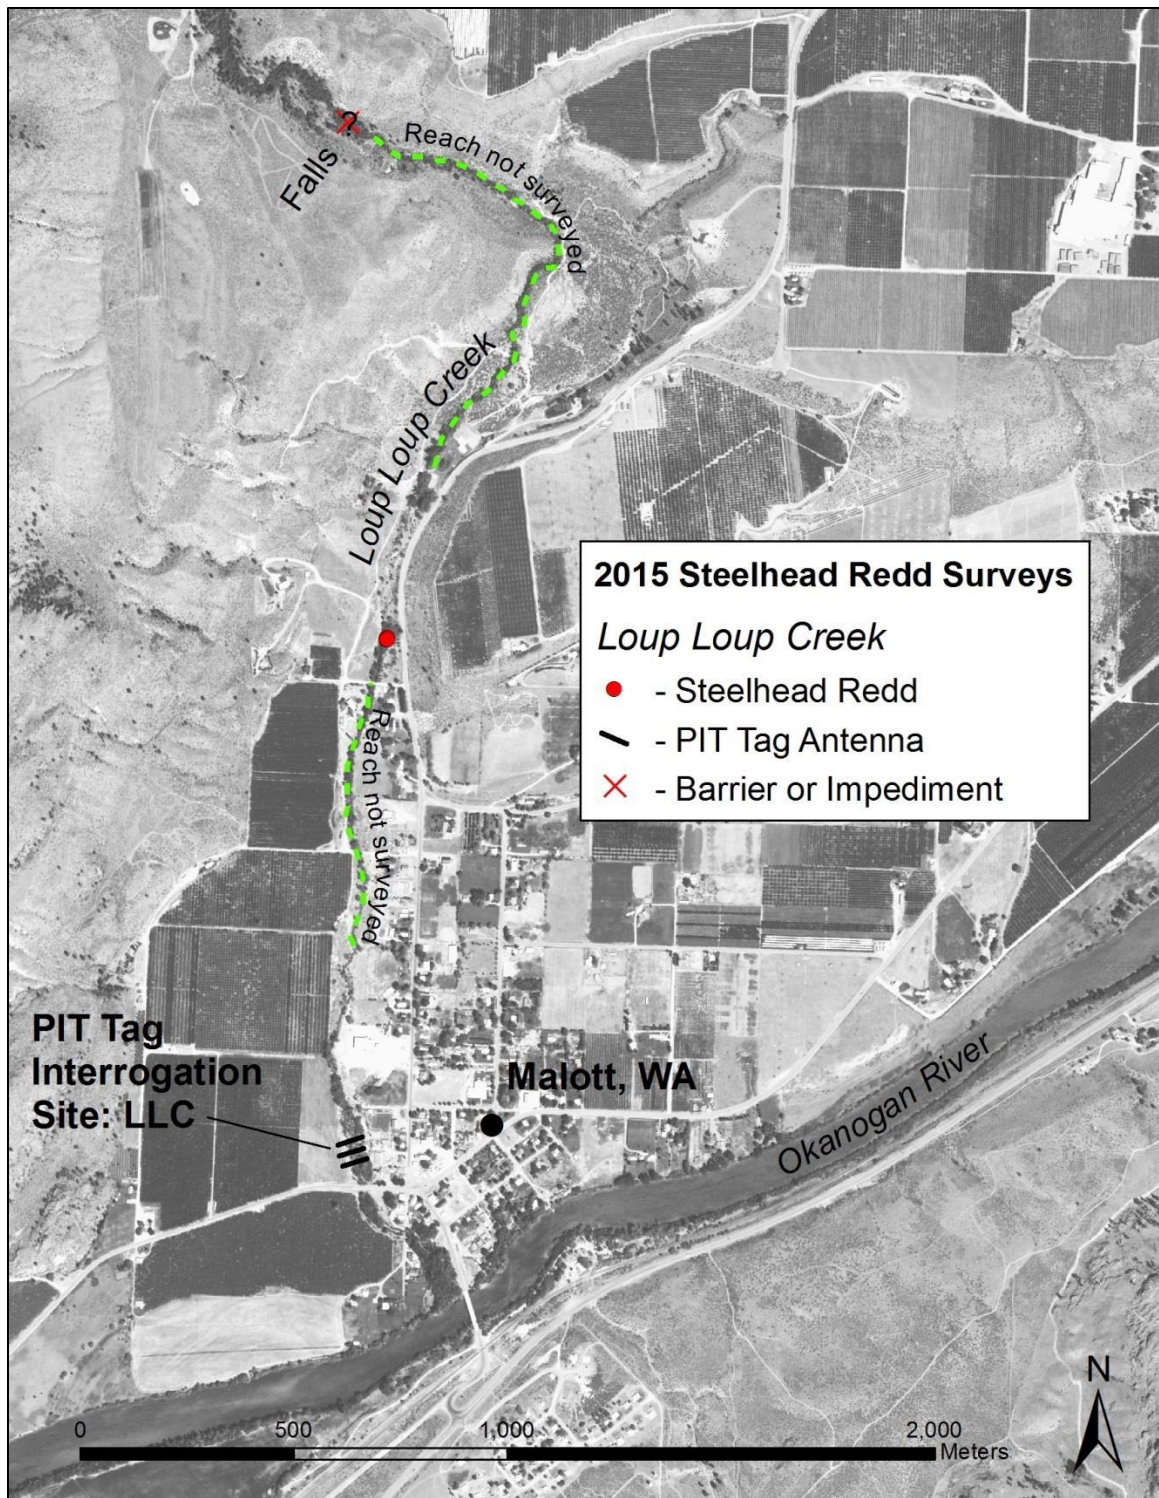 ?
Falls
Reach not surveyed
Loup Loup Creek
2015 Steelhead Redd Surveys
Loup Loup Creek
- Steelhead Redd
- PIT Tag Antenna
- Barrier or Impediment
Reach not surveyed
PIT Tag
Interrogation
Site: LLC
Malott, WA
Okanogan River
N
0 500 1,000 2,000
Meters